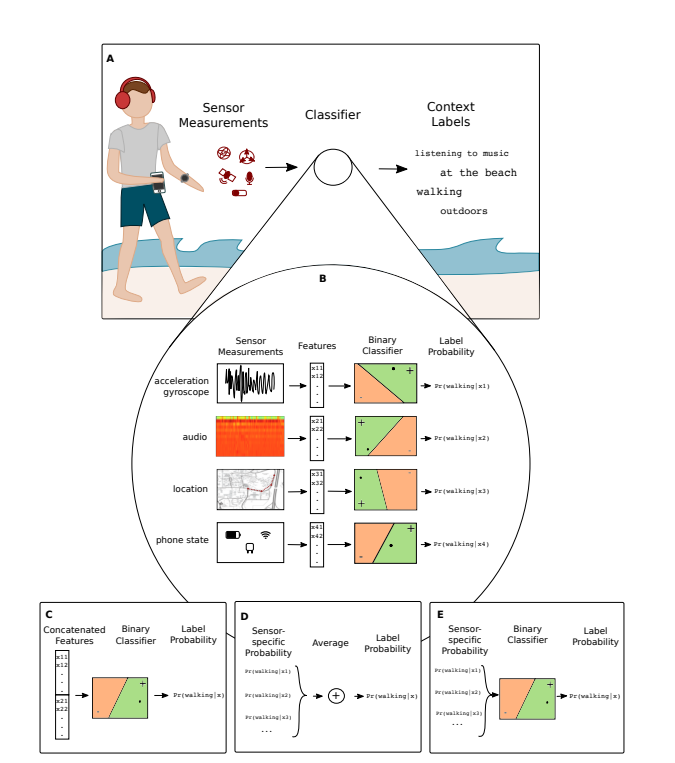 A
Sensor
Measurements
Classifier
Context
Labels
listening to music
at the beach
walking
outdoors
B
Sensor
Measurements
Features
Binary
Classifier
Label
Probability
acceleration
gyroscope
x11
x12
.
.
.
+
-
Pr(walking|x1)
audio
x21
x22
.
.
.
+
-
Pr(walking|x2)
location
x31
x32
.
.
.
-
+
Pr(walking|x3)
phone state
x41
x42
.
.
.
+
-
Pr(walking|x4)
C
Concatenated
Features
Binary
Classifier
Label
Probability
x11
x12
.
.
.
x21
x22
.
.
.
+
-
Pr(walking|x)
D
Sensor-
specific
Probability
Average
Label
Probability
Pr(walking|x1)
Pr(walking|x2)
Pr(walking|x3)
...
+
Pr(walking|x)
E
Sensor-
specific
Probability
Binary
Classifier
Label
Probability
Pr(walking|x1)
Pr(walking|x2)
Pr(walking|x3)
...
+
-
Pr(walking|x)